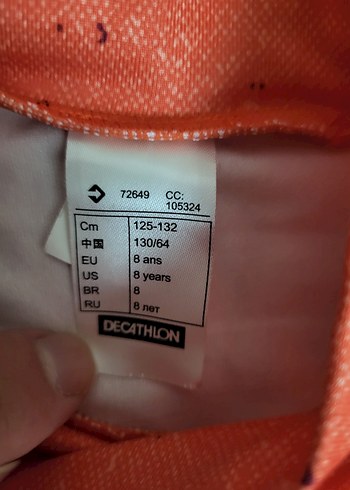 72649 CC:
105324
Cm 125-132
中国 130/64
EU 8 ans
US 8 years
BR 8
RU 8 лет
DECATHLON